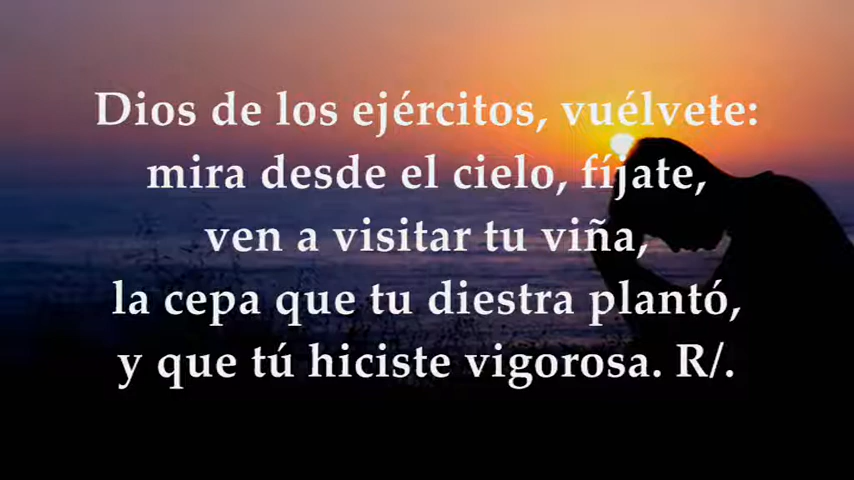 Dios de los ejércitos, vuélvete:
mira desde el cielo, fíjate,
ven a visitar tu viña,
la cepa que tu diestra plantó,
y que tú hiciste vigorosa. R/.